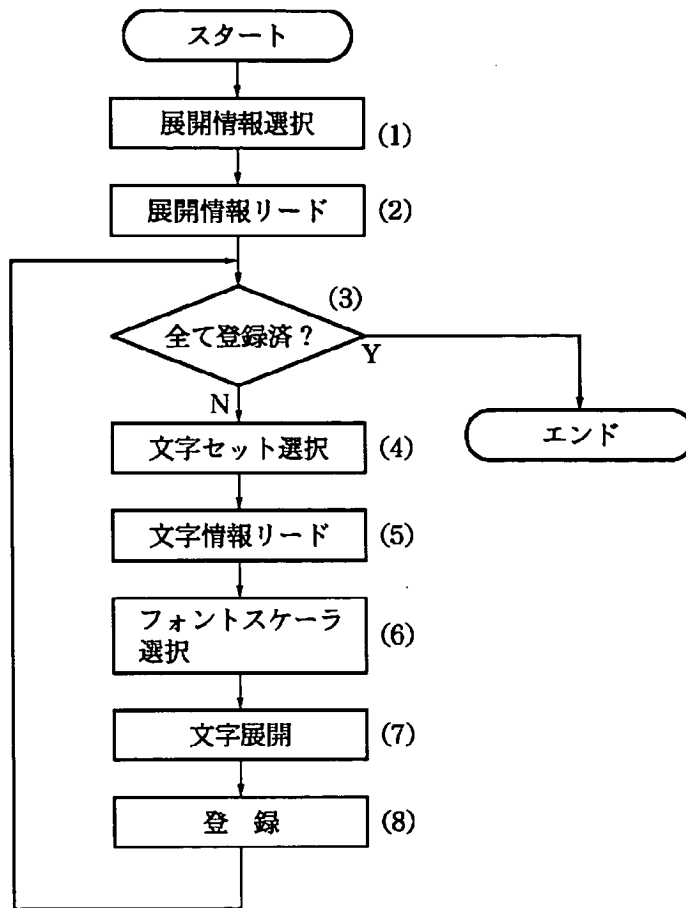 スタート
展開情報選択
(1)
展開情報リード
(2)
(3)
全て登録済?
Y
N
エンド
文字セット選択
(4)
文字情報リード
(5)
フォントスケーラ
選択
(6)
文字展開
(7)
登 録
(8)